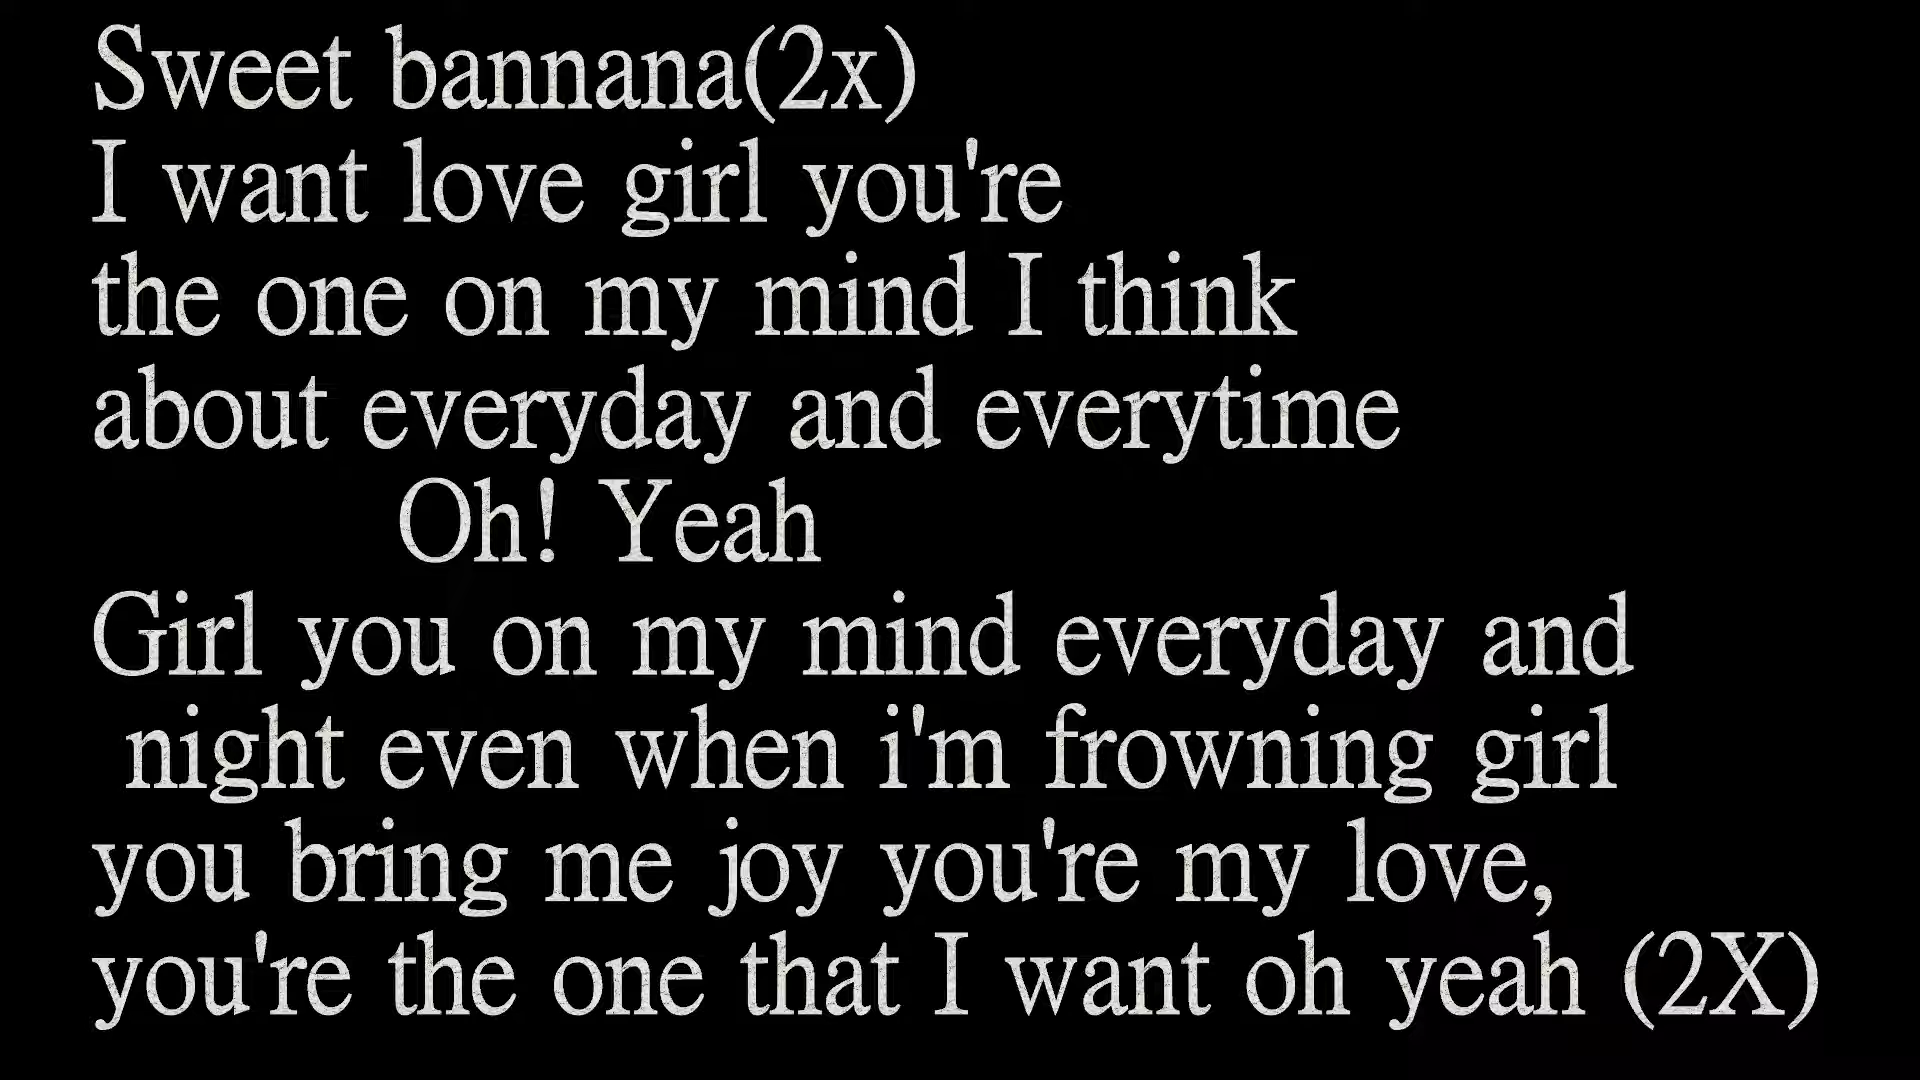 Sweet bannana(2x)
I want love girl you're
the one on my mind I think
about everyday and everytime
Oh! Yeah
Girl you on my mind everyday and
night even when i'm frowning girl
you bring me joy you're my love,
you're the one that I want oh yeah (2X)